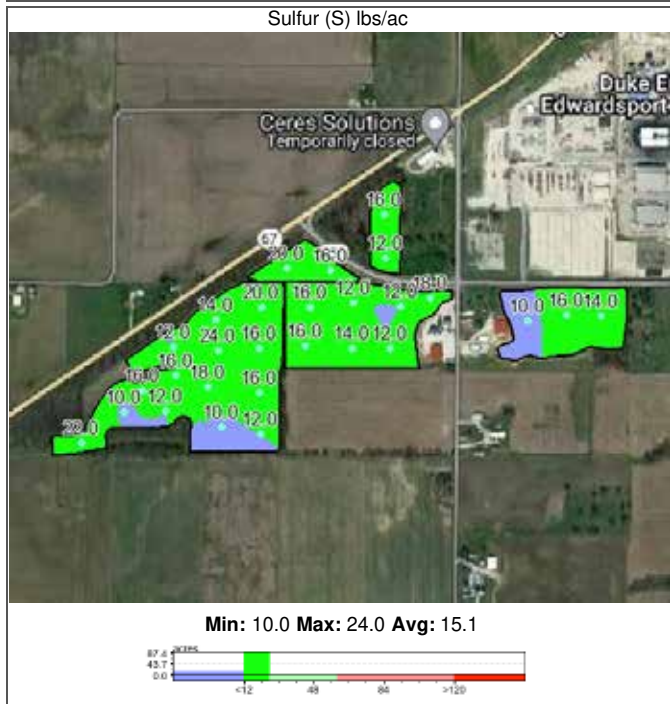 Sulfur (S) lbs/ac
Duke E
Edwardsport
Ceres Solutions
Temporarily closed
16.0
12.0
67
20.0 16.0
18.0
20.0 16.0 12.0 12.0
10.0 16.0 14.0
14.0
12.0 24.0 16.0 16.0 14.0 12.0
16.0
16.0 18.0 16.0
10.0 12.0
10.0 12.0
22.0
Min: 10.0 Max: 24.0 Avg: 15.1
87.4
43.7
0.0
<12 48 84 >120